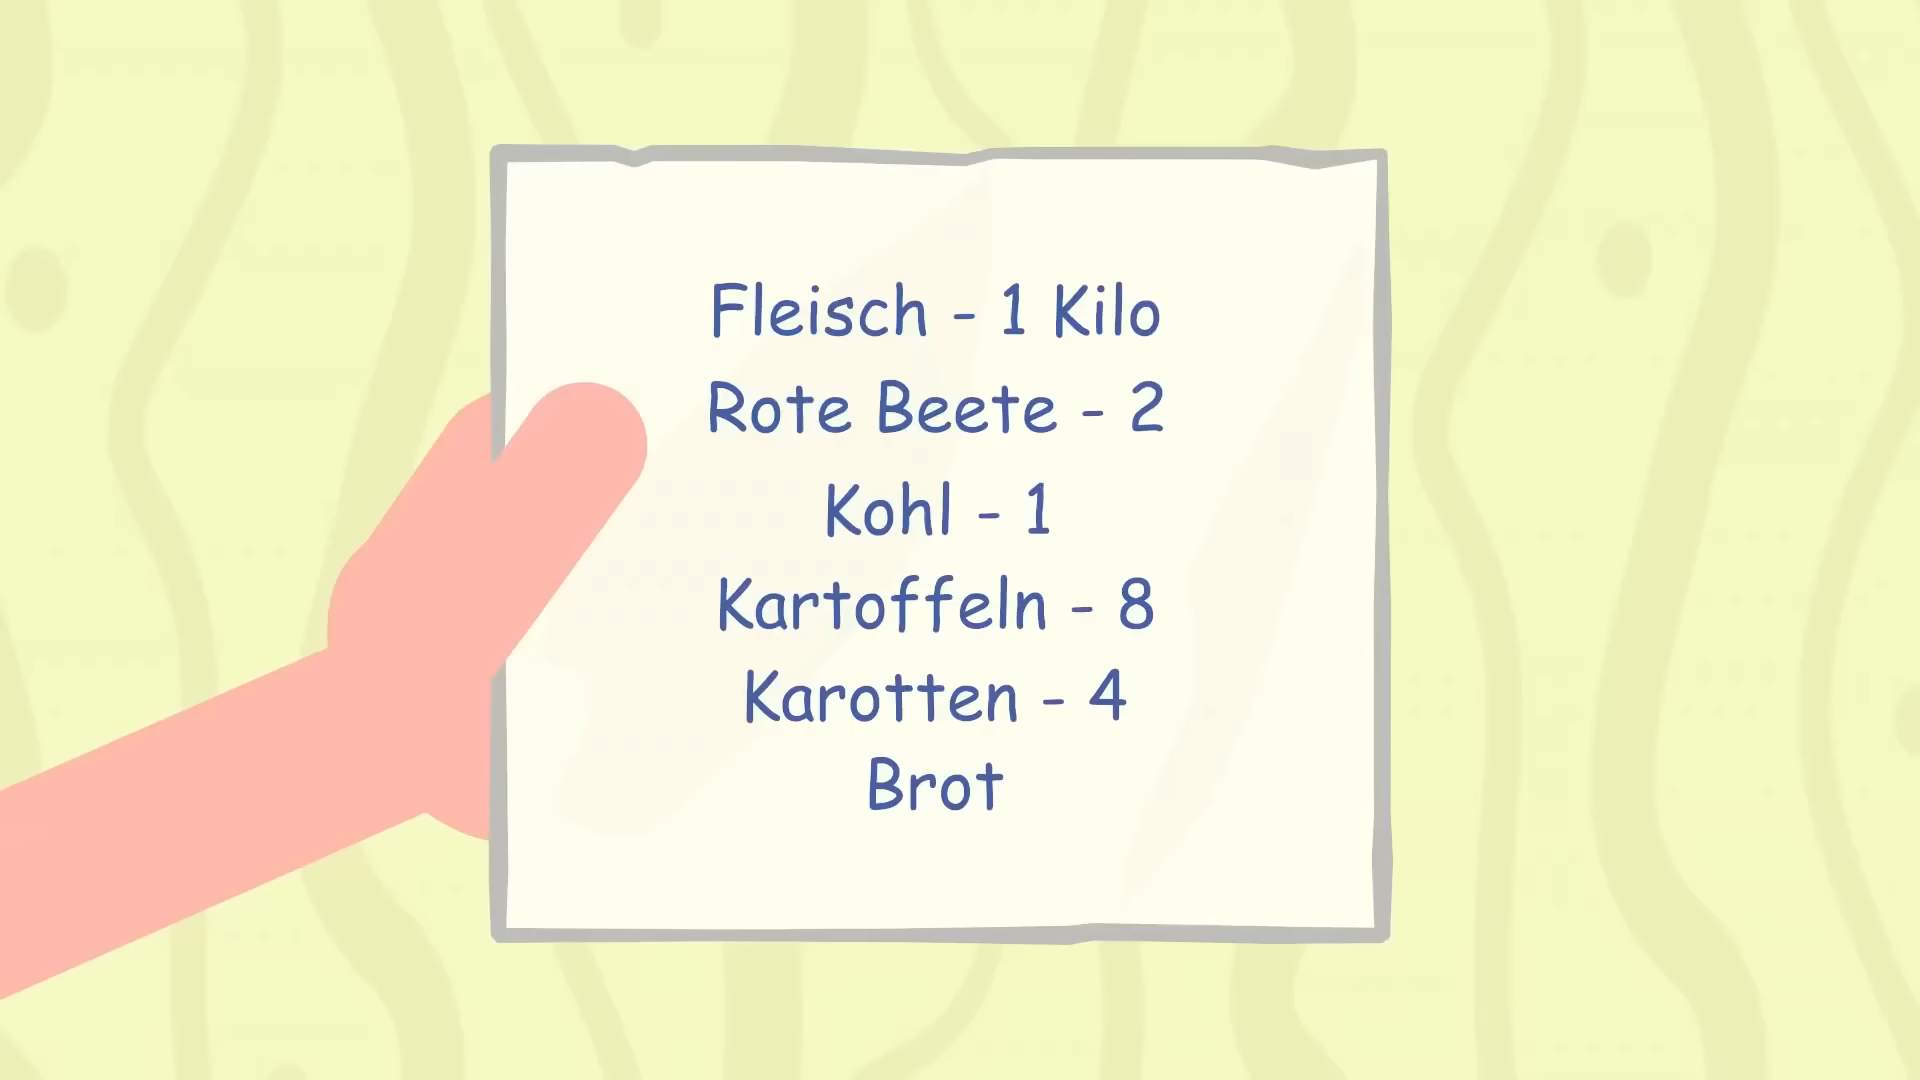 Fleisch - 1 Kilo
Rote Beete - 2
Kohl - 1
Kartoffeln - 8
Karotten - 4
Brot